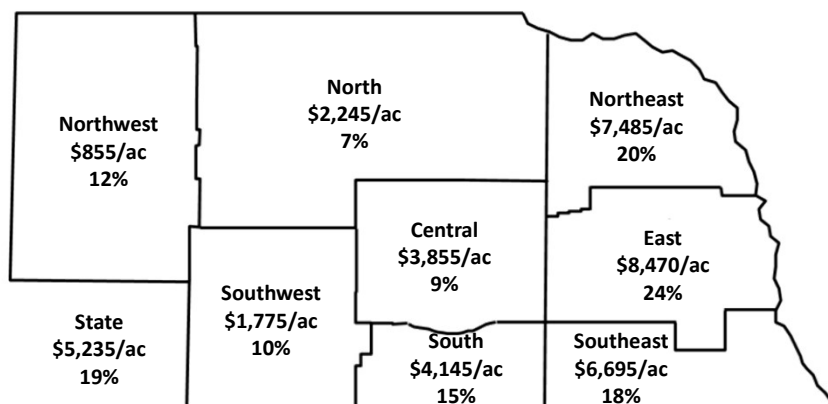 North
$2,245/ac
7%
Northeast
$7,485/ac
20%
Northwest
$855/ac
12%
Central
$3,855/ac
9%
East
$8,470/ac
24%
Southwest
$1,775/ac
10%
State
$5,235/ac
19%
South
$4,145/ac
15%
Southeast
$6,695/ac
18%